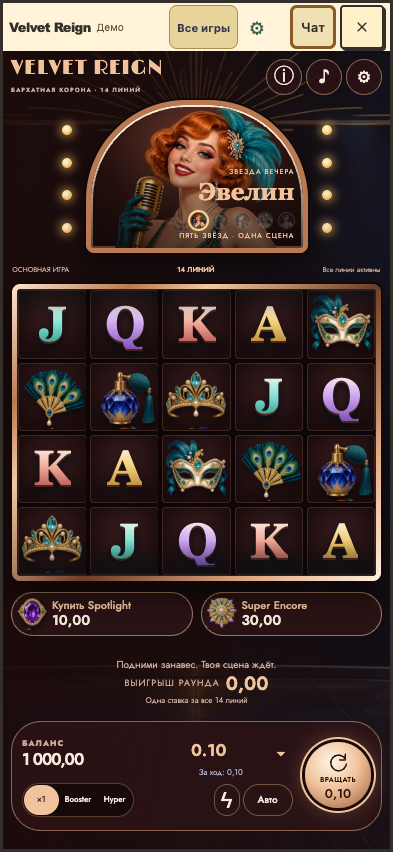 Velvet Reign Демо Все игры Чат
VELVET REIGN
БАРХАТНАЯ КОРОНА · 14 ЛИНИЙ
ЗВЕЗДА ВЕЧЕРА
Эвелин
ПЯТЬ ЗВЁЗД · ОДНА СЦЕНА
ОСНОВНАЯ ИГРА 14 ЛИНИЙ Все линии активны
J Q K A
J Q
K A
J Q K A
Купить Spotlight Super Encore
10,00 30,00
Подними занавес. Твоя сцена ждёт.
ВЫИГРЫШ РАУНДА 0,00
Одна ставка за все 14 линий
БАЛАНС
1 000,00
0.10
За ход: 0,10
×1 Booster Hyper Авто
ВРАЩАТЬ
0,10